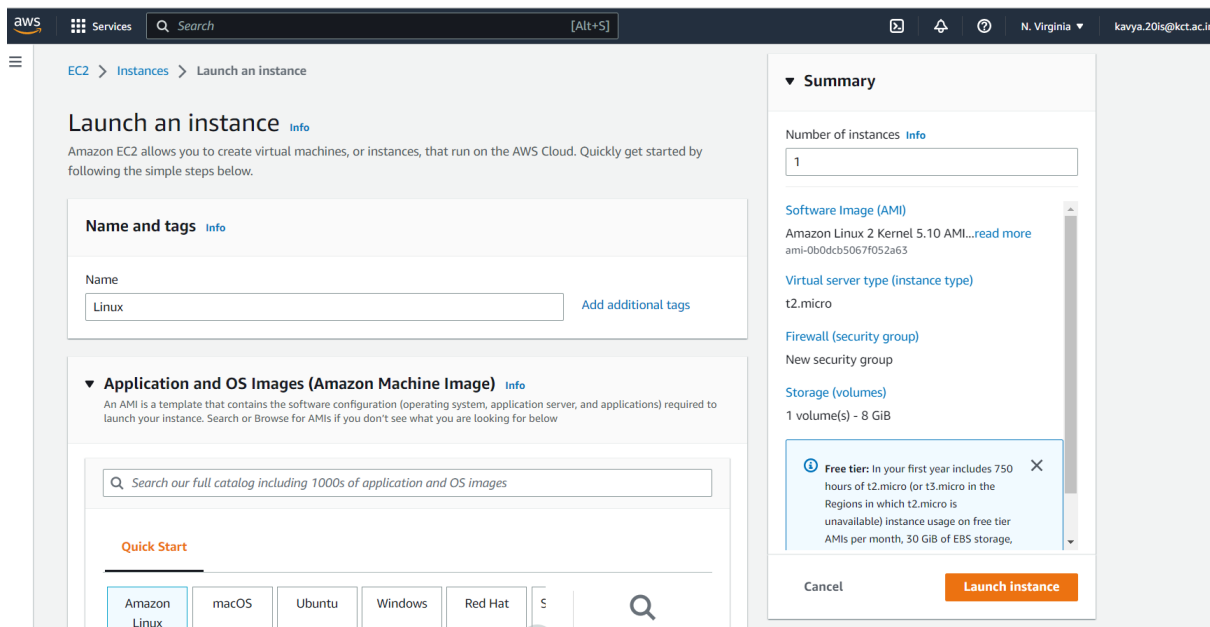 aws
Services
Search
[Alt+S]
N. Virginia
kavya.20is@kct.ac.in
EC2 > Instances > Launch an instance
Launch an instance Info
Amazon EC2 allows you to create virtual machines, or instances, that run on the AWS Cloud. Quickly get started by
following the simple steps below.
Name and tags Info
Name
Linux
Add additional tags
Application and OS Images (Amazon Machine Image) Info
An AMI is a template that contains the software configuration (operating system, application server, and applications) required to
launch your instance. Search or Browse for AMIs if you don't see what you are looking for below
Search our full catalog including 1000s of application and OS images
Quick Start
Amazon
Linux
macOS
Ubuntu
Windows
Red Hat
S
Summary
Number of instances Info
1
Software Image (AMI)
Amazon Linux 2 Kernel 5.10 AMI...read more
ami-0b0dcb5067f052a63
Virtual server type (instance type)
t2.micro
Firewall (security group)
New security group
Storage (volumes)
1 volume(s) - 8 GiB
Free tier: In your first year includes 750
hours of t2.micro (or t3.micro in the
Regions in which t2.micro is
unavailable) instance usage on free tier
AMIs per month, 30 GiB of EBS storage,
Cancel
Launch instance